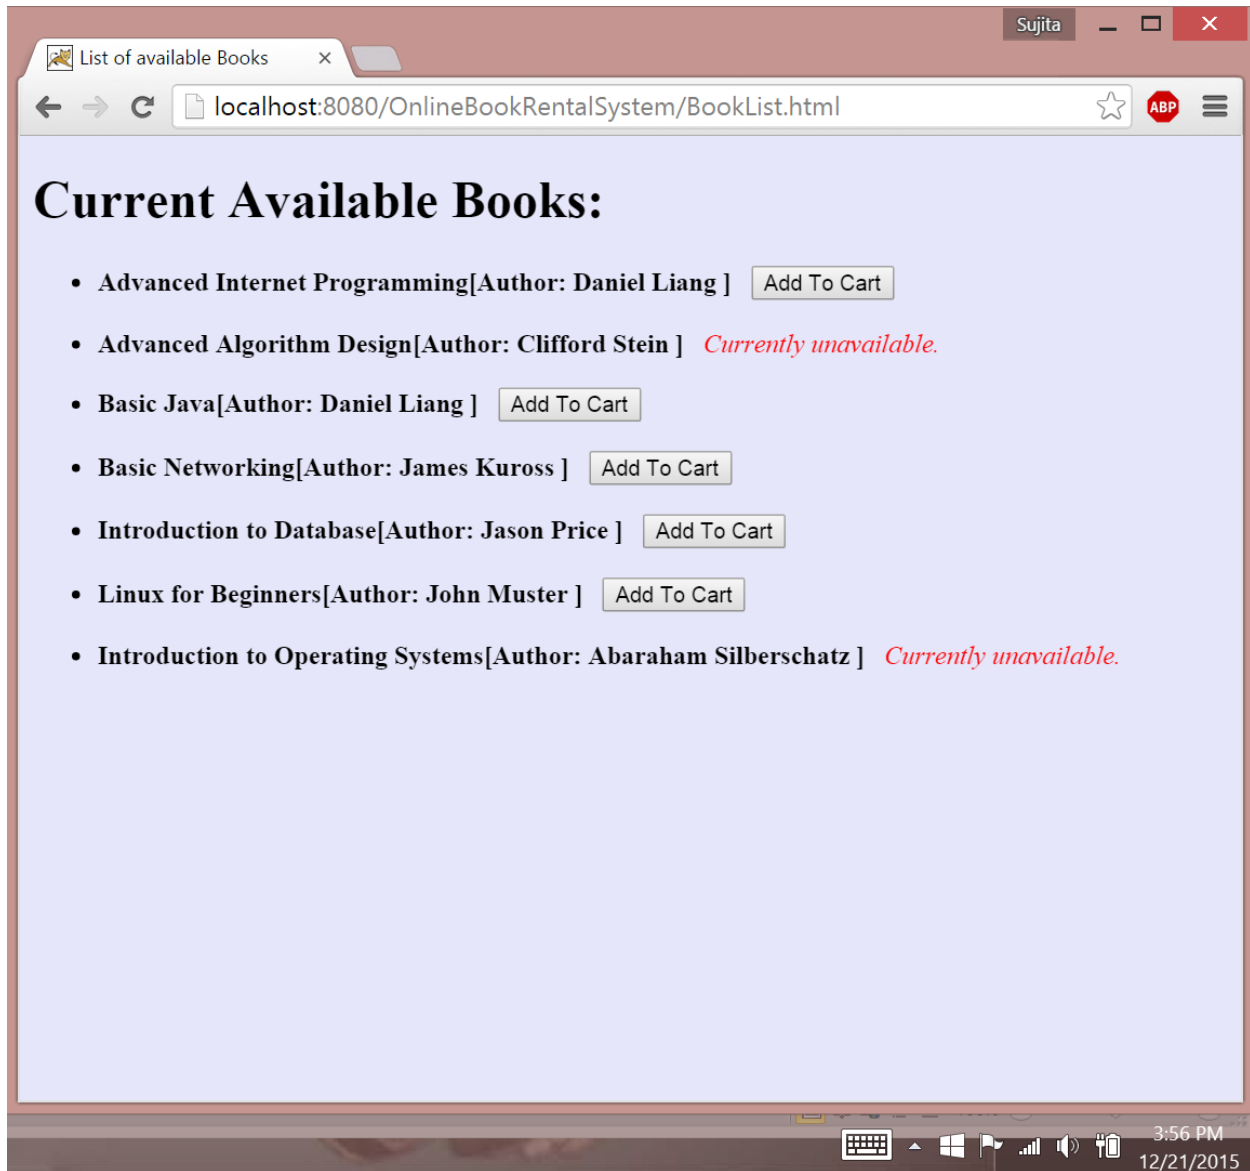 Sujita
List of available Books
localhost:8080/OnlineBookRentalSystem/BookList.html
ABP
Current Available Books:
Advanced Internet Programming[Author: Daniel Liang ] Add To Cart
Advanced Algorithm Design[Author: Clifford Stein ] Currently unavailable.
Basic Java[Author: Daniel Liang ] Add To Cart
Basic Networking[Author: James Kuross ] Add To Cart
Introduction to Database[Author: Jason Price ] Add To Cart
Linux for Beginners[Author: John Muster ] Add To Cart
Introduction to Operating Systems[Author: Abaraham Silberschatz ] Currently unavailable.
3:56 PM
12/21/2015